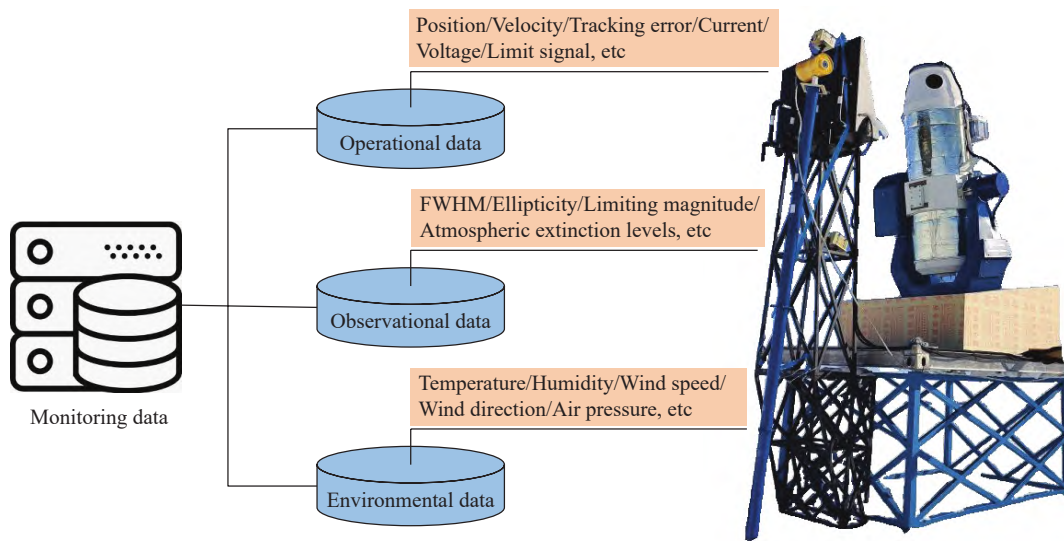 Position/Velocity/Tracking error/Current/
Voltage/Limit signal, etc
Operational data
FWHM/Ellipticity/Limiting magnitude/
Atmospheric extinction levels, etc
Observational data
Monitoring data
Temperature/Humidity/Wind speed/
Wind direction/Air pressure, etc
Environmental data